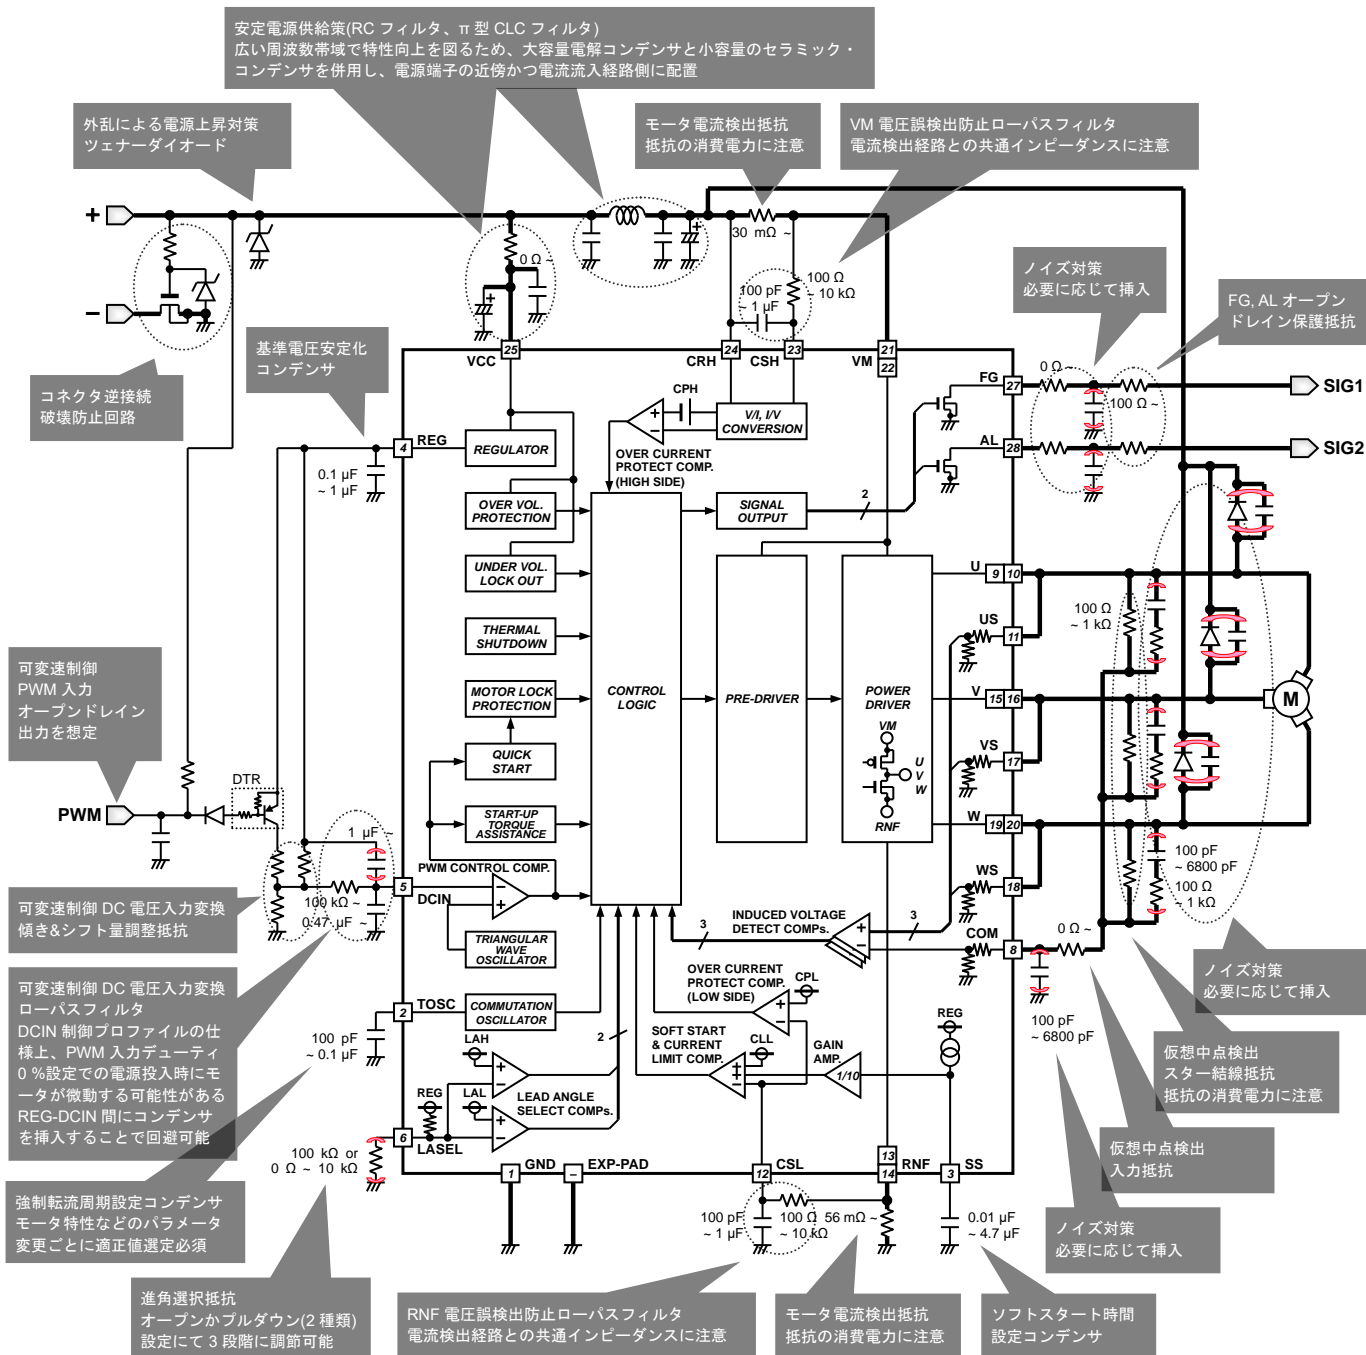 安定電源供給策(RC フィルタ、π 型 CLC フィルタ)
広い周波数帯域で特性向上を図るため、大容量電解コンデンサと小容量のセラミック・
コンデンサを併用し、電源端子の近傍かつ電流流入経路側に配置
外乱による電源上昇対策
ツェナーダイオード
モータ電流検出抵抗
抵抗の消費電力に注意
VM 電圧誤検出防止ローパスフィルタ
電流検出経路との共通インピーダンスに注意
+
30 mΩ ~
0 Ω ~
100 pF
~ 1 µF
100 Ω
~ 10 kΩ
ノイズ対策
必要に応じて挿入
FG, AL オープン
ドレイン保護抵抗
−
コネクタ逆接続
破壊防止回路
基準電圧安定化
コンデンサ
VCC 25
CRH 24
CSH 23
VM 21
22
FG 27
0 Ω ~
100 Ω ~
SIG1
AL 28
SIG2
CPH
V/I, I/V
CONVERSION
4 REG
REGULATOR
OVER CURRENT
PROTECT COMP.
(HIGH SIDE)
0.1 µF
~ 1 µF
OVER VOL.
PROTECTION
SIGNAL
OUTPUT
2
UNDER VOL.
LOCK OUT
U 9 10
THERMAL
SHUTDOWN
US 11
100 Ω
~ 1 kΩ
MOTOR LOCK
PROTECTION
CONTROL
LOGIC
PRE-DRIVER
POWER
DRIVER
V 15 16
M
VM
U
V
W
RNF
QUICK
START
VS 17
可変速制御
PWM 入力
オープンドレイン
出力を想定
DTR
PWM
START-UP
TORQUE
ASSISTANCE
W 19 20
1 µF ~
PWM CONTROL COMP.
5
DCIN
100 kΩ ~
0.47 µF ~
WS 18
100 pF
~ 6800 pF
100 Ω
~ 1 kΩ
可変速制御 DC 電圧入力変換
傾き&シフト量調整抵抗
TRIANGULAR
WAVE
OSCILLATOR
3
INDUCED VOLTAGE
DETECT COMPs.
3
COM 8
0 Ω ~
可変速制御 DC 電圧入力変換
ローパスフィルタ
DCIN 制御プロファイルの仕
様上、PWM 入力デューティ
0 %設定での電源投入時にモ
ータが微動する可能性がある
REG-DCIN 間にコンデンサ
を挿入することで回避可能
2 TOSC
COMMUTATION
OSCILLATOR
100 pF
~ 0.1 µF
OVER CURRENT
PROTECT COMP.
(LOW SIDE)
CPL
REG
100 pF
~ 6800 pF
ノイズ対策
必要に応じて挿入
仮想中点検出
スター結線抵抗
抵抗の消費電力に注意
LAH
2
SOFT START
& CURRENT
LIMIT COMP.
CLL
GAIN
AMP.
1/10
REG
LAL
LEAD ANGLE
SELECT COMPs.
6
LASEL
100 kΩ or
0 Ω ~ 10 kΩ
仮想中点検出
入力抵抗
1 GND
– EXP-PAD
12 CSL
13
14 RNF
3 SS
強制転流周期設定コンデンサ
モータ特性などのパラメータ
変更ごとに適正値選定必須
100 pF
~ 1 µF
100 Ω
~ 10 kΩ
56 mΩ ~
0.01 µF
~ 4.7 µF
ノイズ対策
必要に応じて挿入
進角選択抵抗
オープンかプルダウン(2 種類)
設定にて 3 段階に調節可能
RNF 電圧誤検出防止ローパスフィルタ
電流検出経路との共通インピーダンスに注意
モータ電流検出抵抗
抵抗の消費電力に注意
ソフトスタート時間
設定コンデンサ